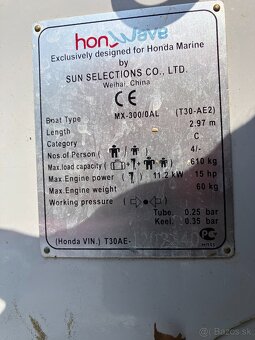 honwave
Exclusively designed for Honda Marine
by
SUN SELECTIONS CO., LTD.
Weihai, China
CE
Boat Type MX-300/OAL (T30-AE2)
Length 2.97 m
Category C
Nos of Person 4/-
Max.load capacity ( + ) 610 kg
Max.Engine power ( ) 11.2 kW 15 hp
Max.Engine weight 60 kg
Working pressure
Tube. 0.25 bar
Keel. 0.35 bar
(Honda VIN.) T30AE-
bazos.sk